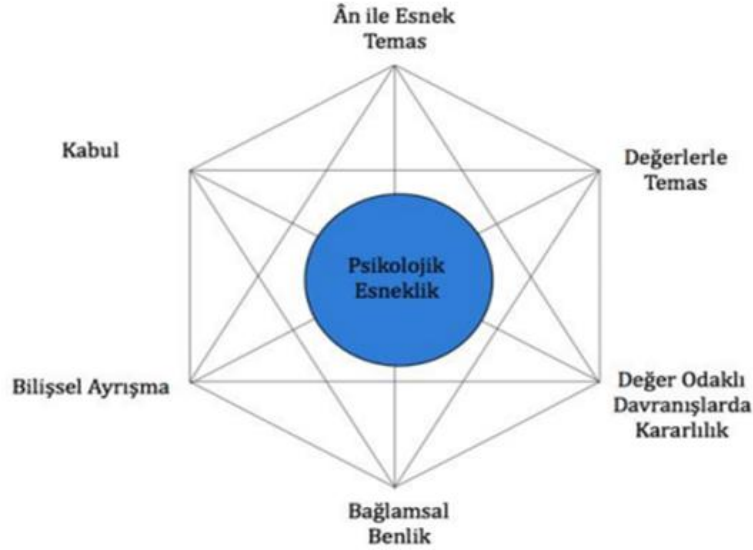 Ân ile Esnek
Temas
Kabul
Değerlerle
Temas
Psikolojik
Esneklik
Bilişsel Ayrışma
Değer Odaklı
Davranışlarda
Kararlılık
Bağlamsal
Benlik